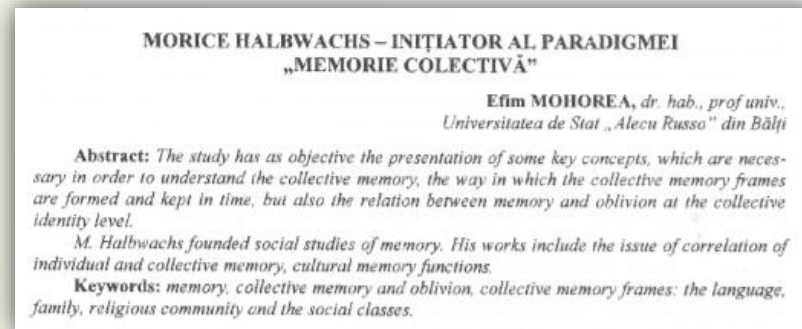 MORICE HALBWACHS – INIȚIATOR AL PARADIGMEI
„MEMORIE COLECTIVĂ”
Efim MOHOREA, dr. hab., prof univ.,
Universitatea de Stat „Alecu Russo” din Bălți
Abstract: The study has as objective the presentation of some key concepts, which are neces-
sary in order to understand the collective memory, the way in which the collective memory frames
are formed and kept in time, but also the relation between memory and oblivion at the collective
identity level.
M. Halbwachs founded social studies of memory. His works include the issue of correlation of
individual and collective memory, cultural memory functions.
Keywords: memory, collective memory and oblivion, collective memory frames: the language,
family, religious community and the social classes.